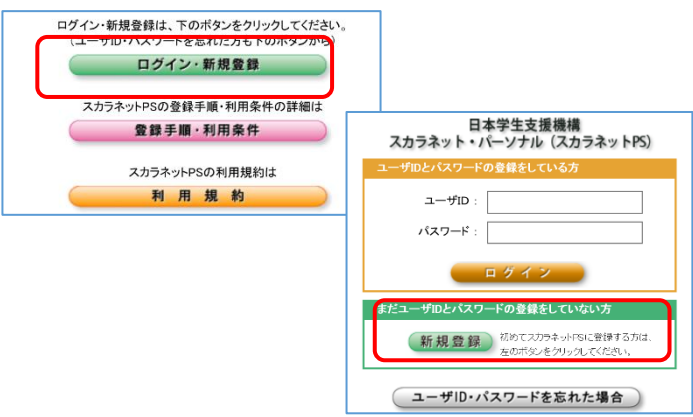 ログイン・新規登録は、下のボタンをクリックしてください。
（ユーザID・パスワードを忘れた方も下のボタンから）
ログイン・新規登録
スカラネットPSの登録手順・利用条件の詳細は
登録手順・利用条件
スカラネットPSの利用規約は
利用規約
日本学生支援機構
スカラネット・パーソナル（スカラネットPS）
ユーザIDとパスワードの登録をしている方
ユーザID：
パスワード：
ログイン
まだユーザIDとパスワードの登録をしていない方
新規登録
初めてスカラネットPSに登録する方は、
左のボタンをクリックしてください。
ユーザID・パスワードを忘れた場合